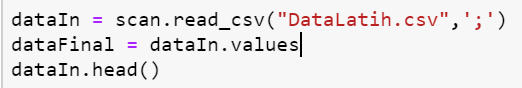 dataIn = scan.read_csv("DataLatih.csv",';')
dataFinal = dataIn.values
dataIn.head()